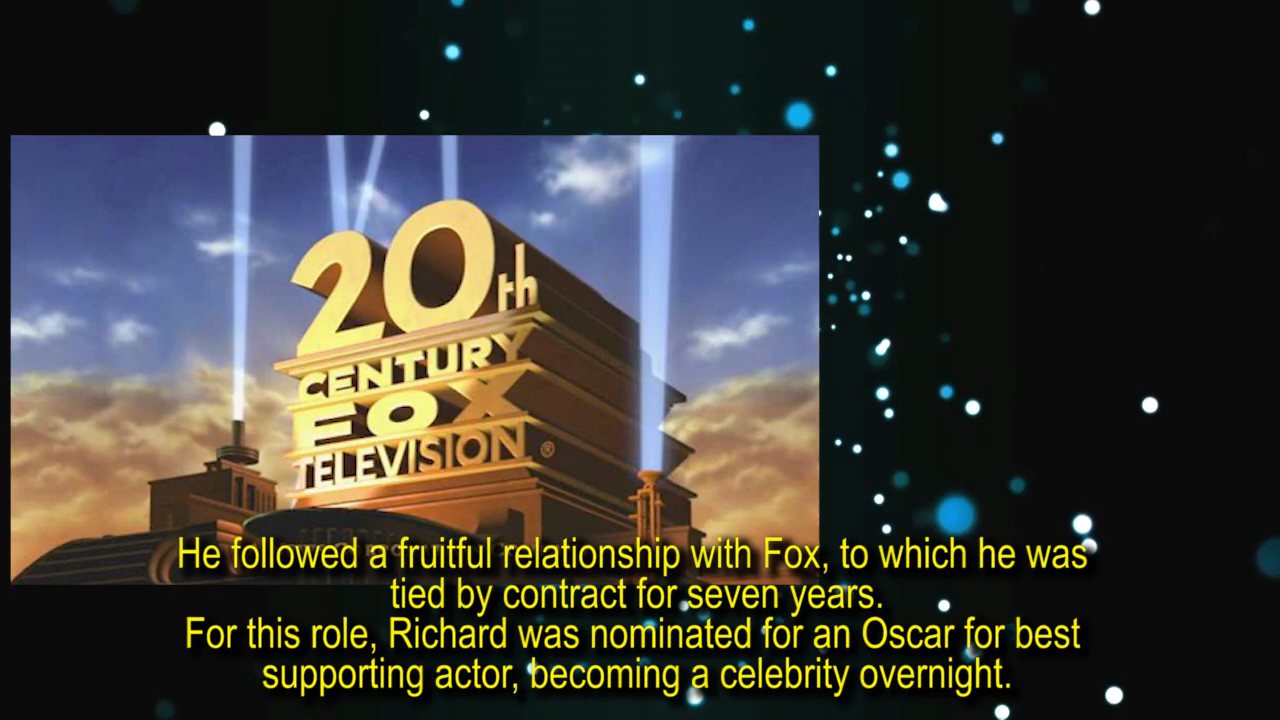 20th
CENTURY
FOX
TELEVISION ®
He followed a fruitful relationship with Fox, to which he was
tied by contract for seven years.
For this role, Richard was nominated for an Oscar for best
supporting actor, becoming a celebrity overnight.